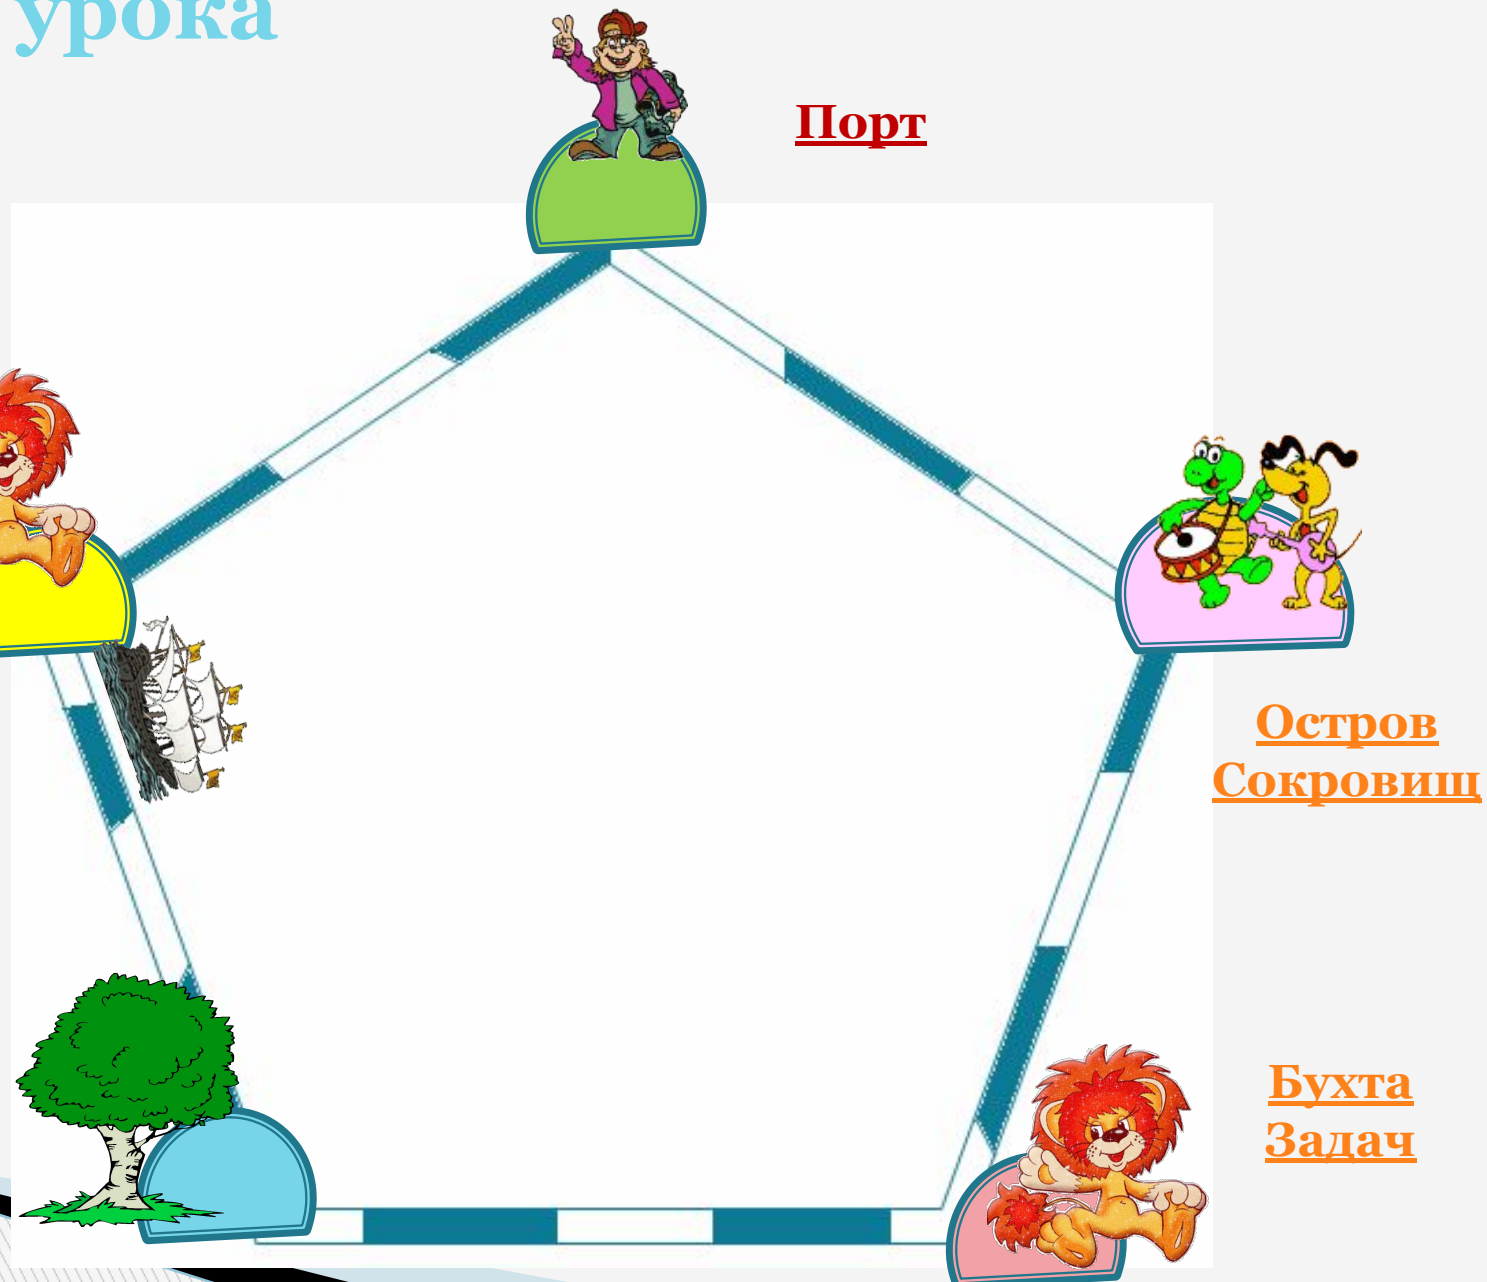 урока
Порт
Остров
Сокровищ
Бухта
Задач